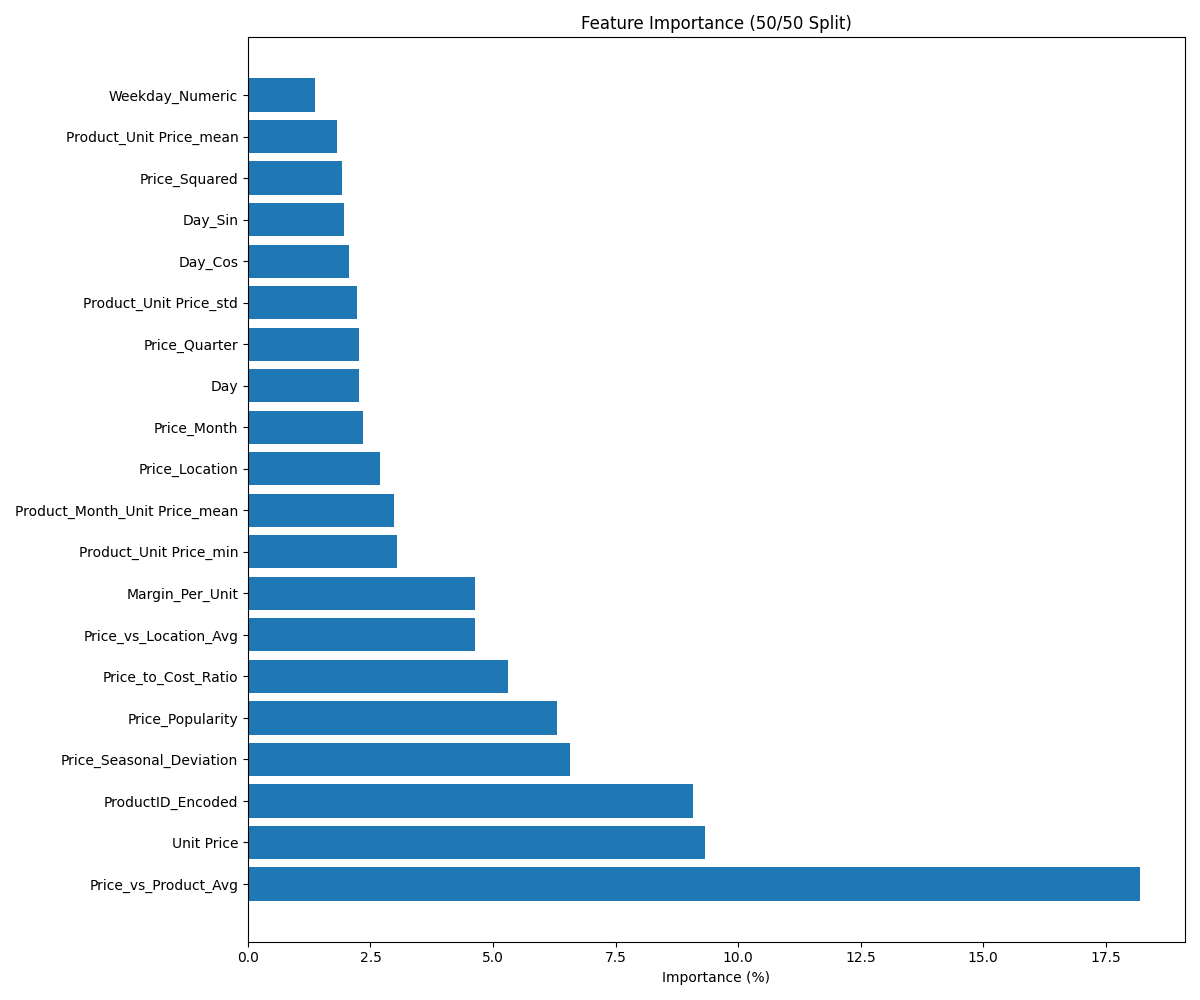 Feature Importance (50/50 Split)
Weekday_Numeric
Product_Unit Price_mean
Price_Squared
Day_Sin
Day_Cos
Product_Unit Price_std
Price_Quarter
Day
Price_Month
Price_Location
Product_Month_Unit Price_mean
Product_Unit Price_min
Margin_Per_Unit
Price_vs_Location_Avg
Price_to_Cost_Ratio
Price_Popularity
Price_Seasonal_Deviation
ProductID_Encoded
Unit Price
Price_vs_Product_Avg
0.0 2.5 5.0 7.5 10.0 12.5 15.0 17.5
Importance (%)